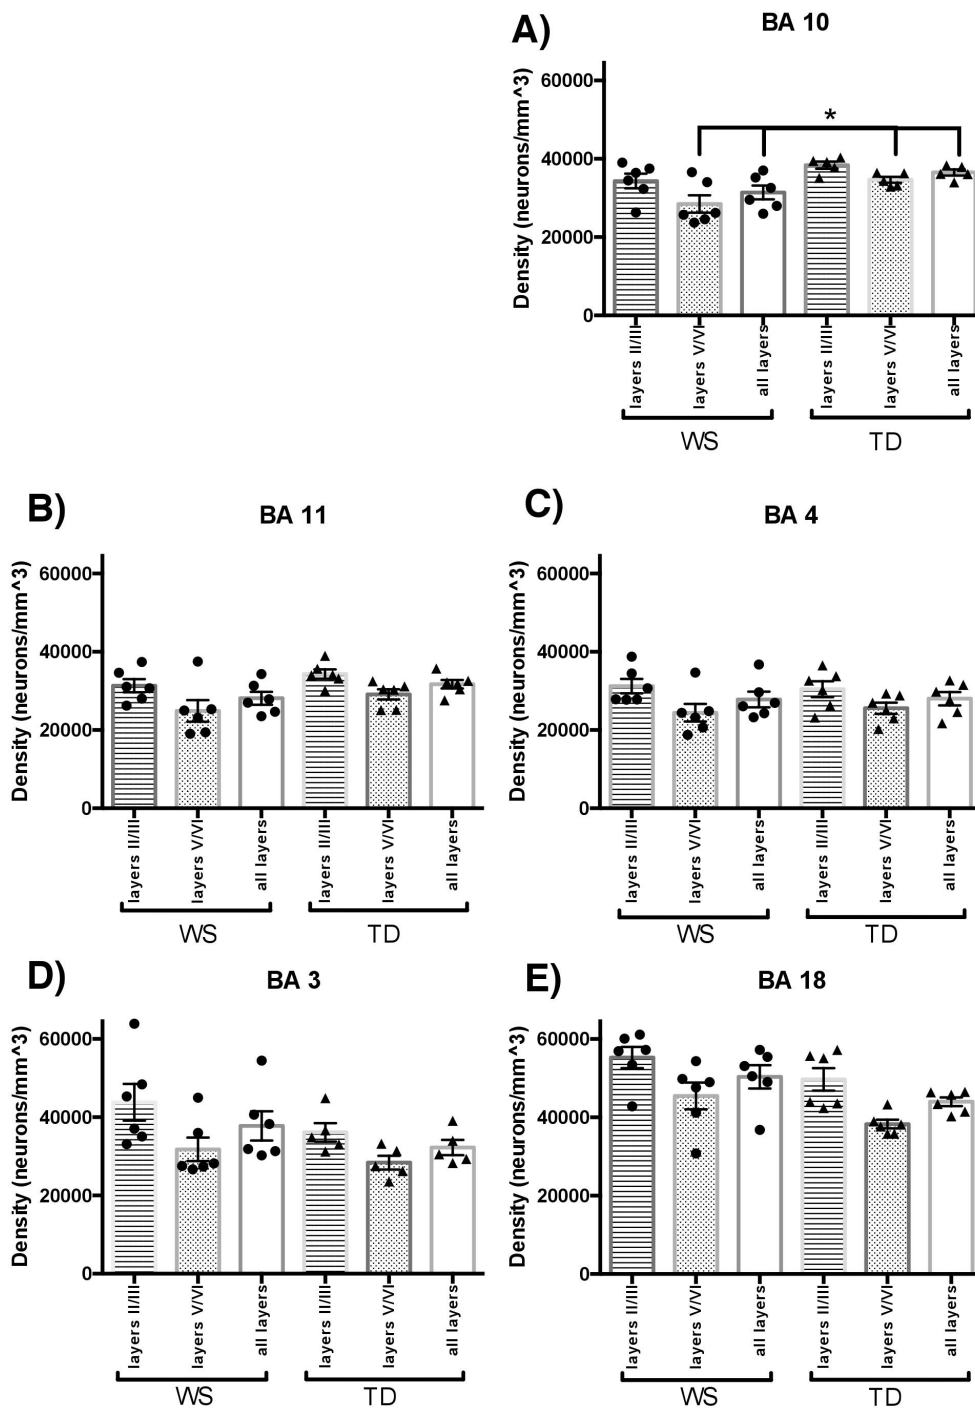 A)
BA 10
Density (neurons/mm^3)
60000
40000
20000
0
*
layers II/III
layers V/VI
all layers
layers II/III
layers V/VI
all layers
WS
TD
B)
BA 11
Density (neurons/mm^3)
60000
40000
20000
0
layers II/III
layers V/VI
all layers
layers II/III
layers V/VI
all layers
WS
TD
C)
BA 4
Density (neurons/mm^3)
60000
40000
20000
0
layers II/III
layers V/VI
all layers
layers II/III
layers V/VI
all layers
WS
TD
D)
BA 3
Density (neurons/mm^3)
60000
40000
20000
0
layers II/III
layers V/VI
all layers
layers II/III
layers V/VI
all layers
WS
TD
E)
BA 18
Density (neurons/mm^3)
60000
40000
20000
0
layers II/III
layers V/VI
all layers
layers II/III
layers V/VI
all layers
WS
TD